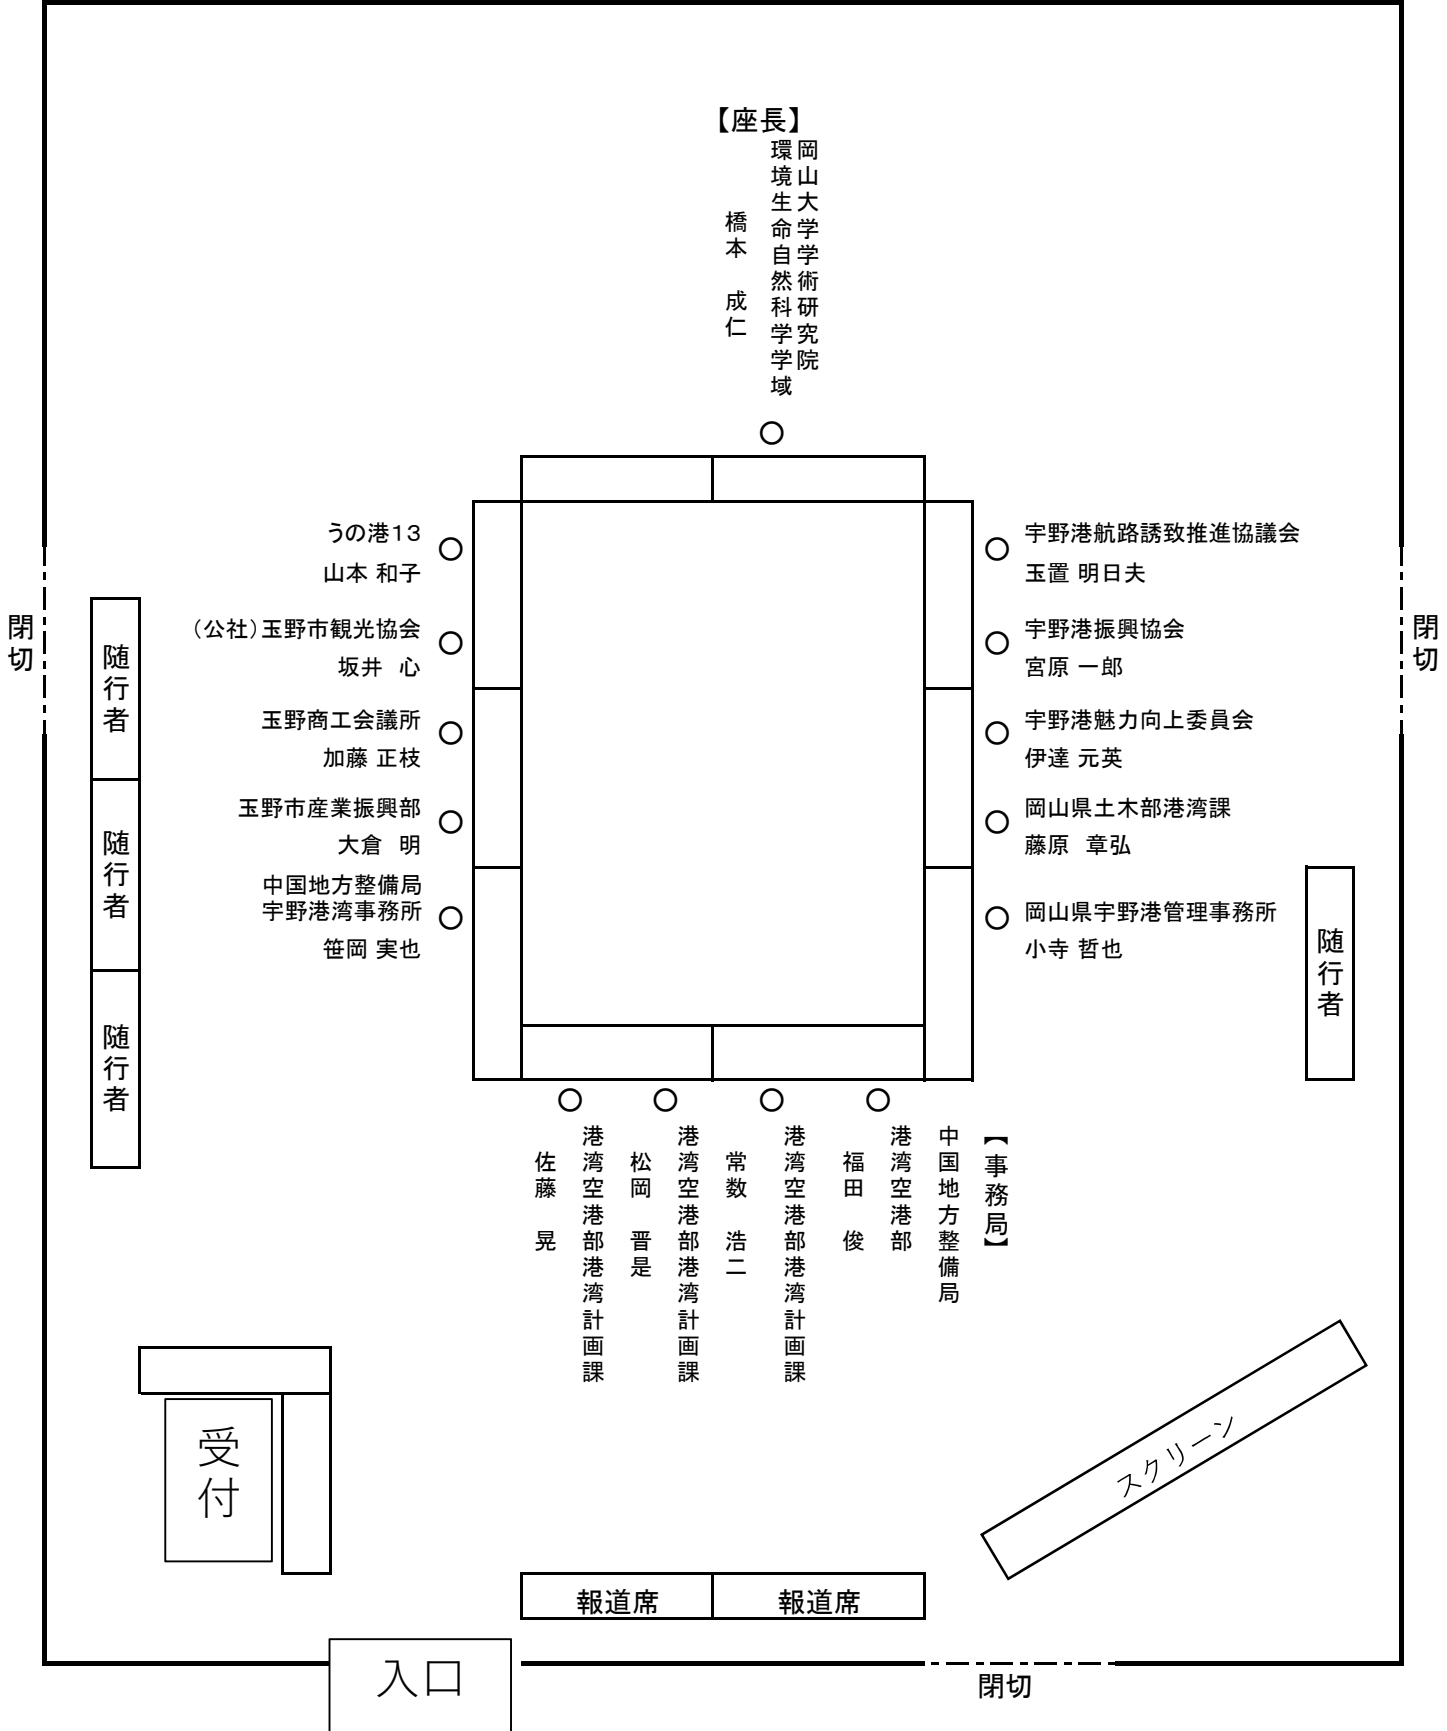 【座長】
岡山大学学術研究院
環境生命自然科学学域
橋本　成仁
うの港13
山本 和子
（公社）玉野市観光協会
坂井　心
玉野商工会議所
加藤 正枝
玉野市産業振興部
大倉　明
中国地方整備局
宇野港湾事務所
笹岡 実也
宇野港航路誘致推進協議会
玉置 明日夫
宇野港振興協会
宮原 一郎
宇野港魅力向上委員会
伊達 元英
岡山県土木部港湾課
藤原　章弘
岡山県宇野港管理事務所
小寺 哲也
閉切
閉切
随行者
随行者
随行者
随行者
【事務局】
中国地方整備局
港湾空港部
福田　俊
港湾空港部港湾計画課
常数　浩二
港湾空港部港湾計画課
松岡　晋是
港湾空港部港湾計画課
佐藤　晃
受付
スクリーン
報道席
報道席
入口
閉切